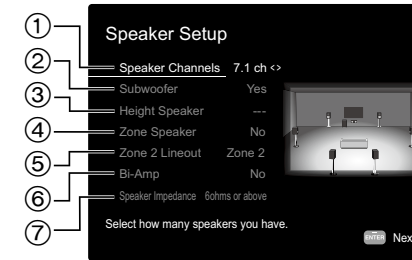 Speaker Setup
① Speaker Channels 7.1 ch <>
② Subwoofer Yes
③ Height Speaker ---
④ Zone Speaker No
⑤ Zone 2 Lineout Zone 2
⑥ Bi-Amp No
⑦ Speaker Impedance 6ohms or above
Select how many speakers you have.
ENTER Nex